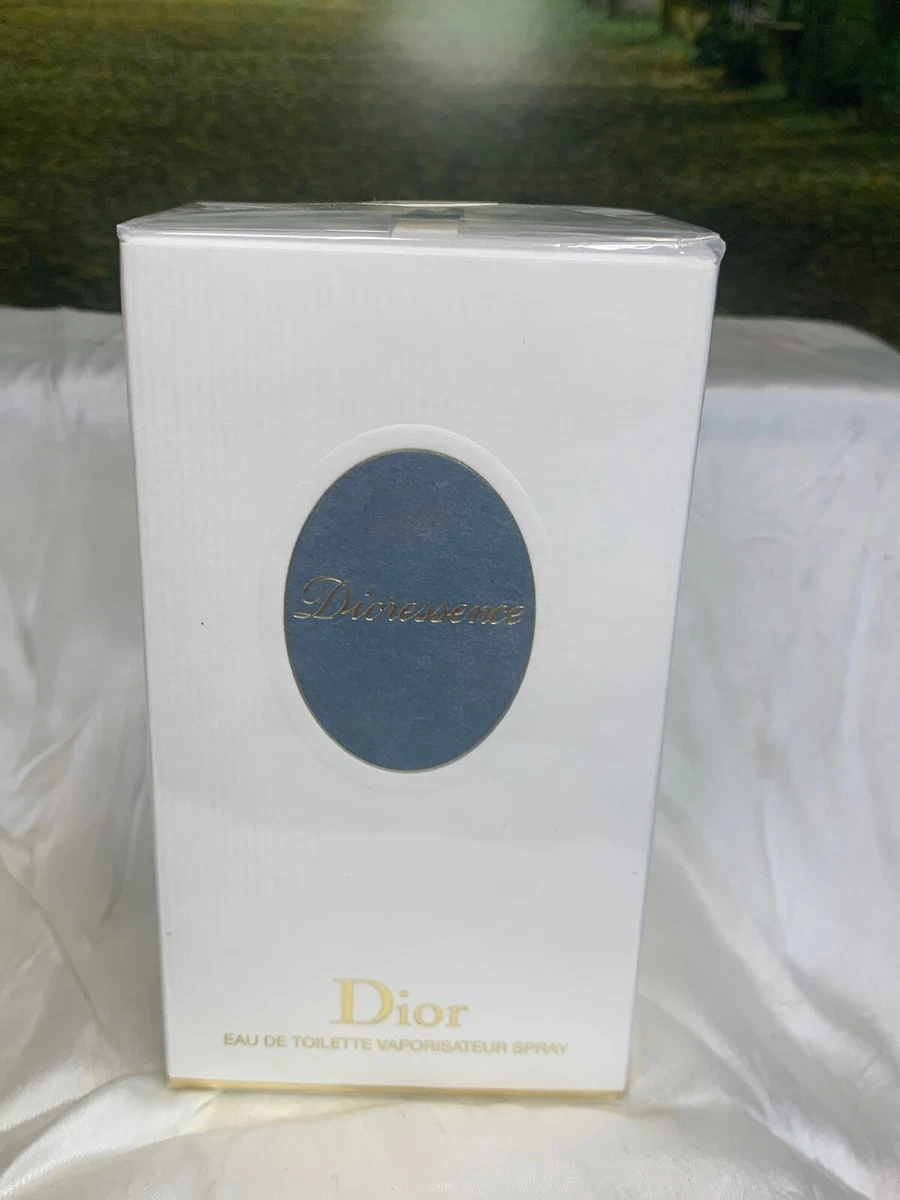 Dioressence
Dior
EAU DE TOILETTE VAPORISATEUR SPRAY